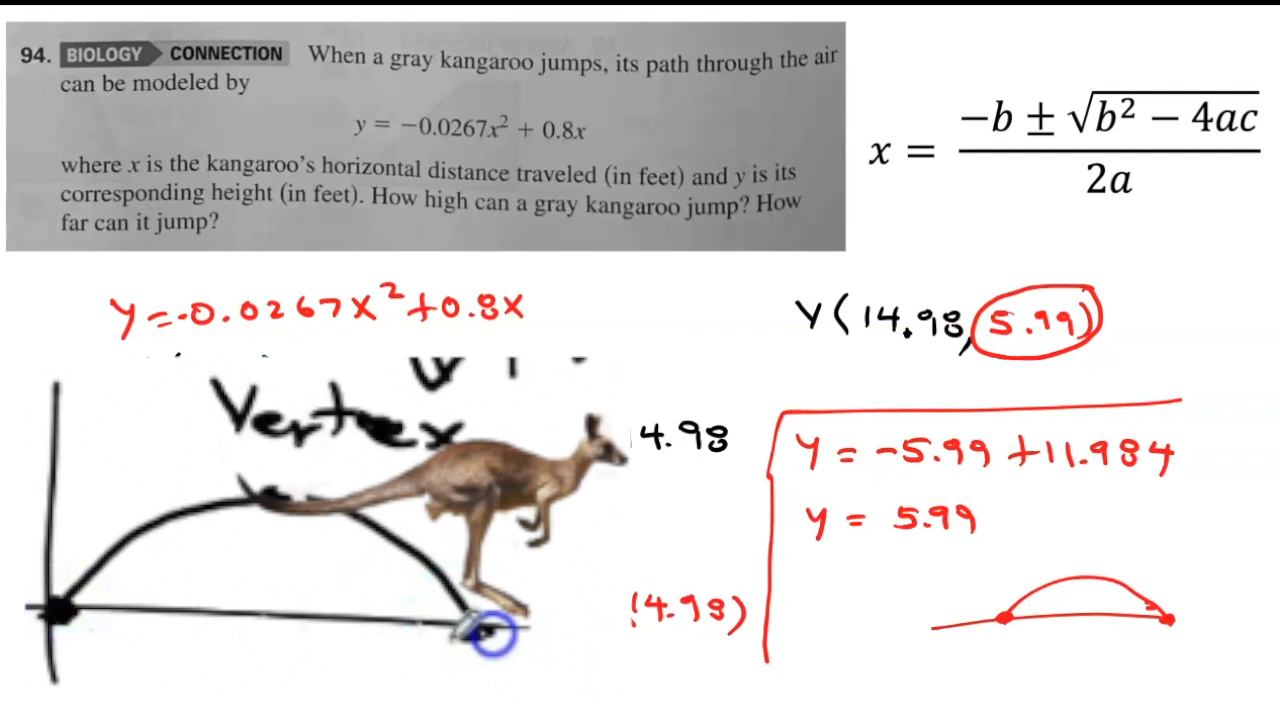 94. BIOLOGY CONNECTION When a gray kangaroo jumps, its path through the air
can be modeled by
y = −0.0267x² + 0.8x
where x is the kangaroo's horizontal distance traveled (in feet) and y is its
corresponding height (in feet). How high can a gray kangaroo jump? How
far can it jump?
x = (-b ± √(b² − 4ac)) / 2a
y = -0.0267x² + 0.8x
Y (14.98, 5.99)
Vertex
4.98
y = -5.99 + 11.984
y = 5.99
4.98)